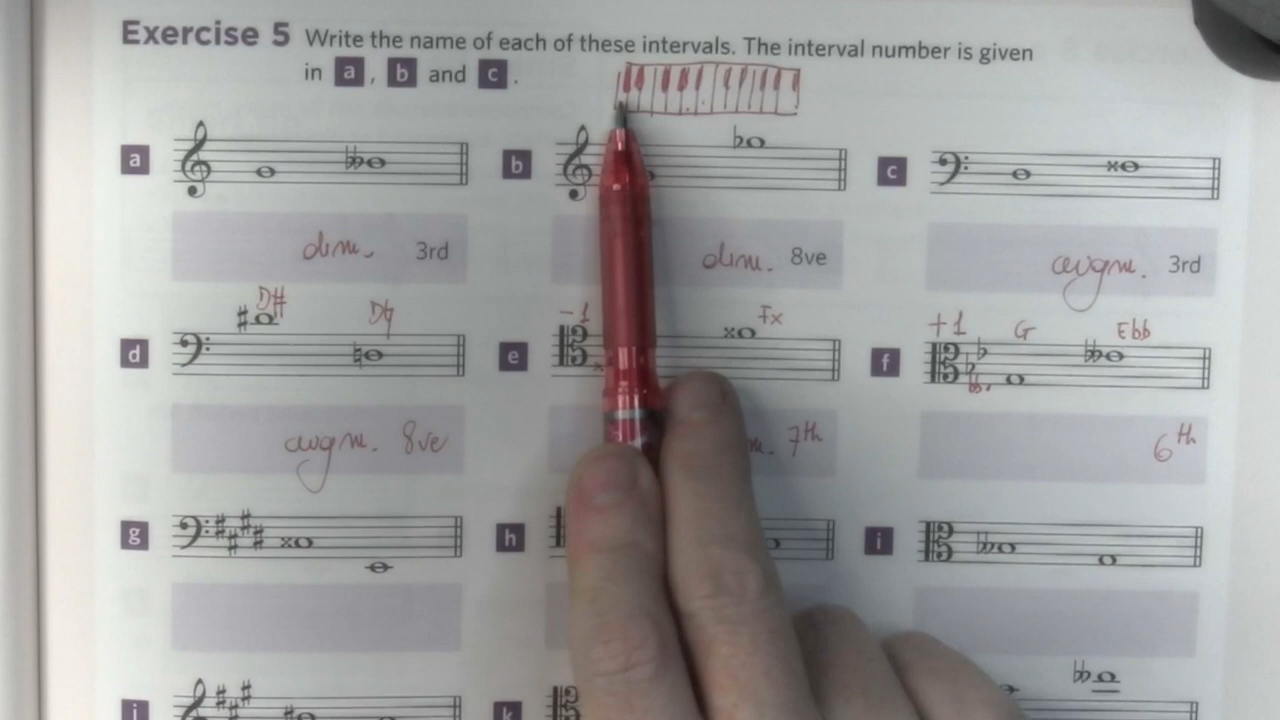 Exercise 5 Write the name of each of these intervals. The interval number is given
in a , b and c .
a b c
dim. 3rd dim. 8ve augm. 3rd
D# D♮ -1 Fx +1 G Ebb
d e f
augm. 8ve 7th 6th
g h i
j k